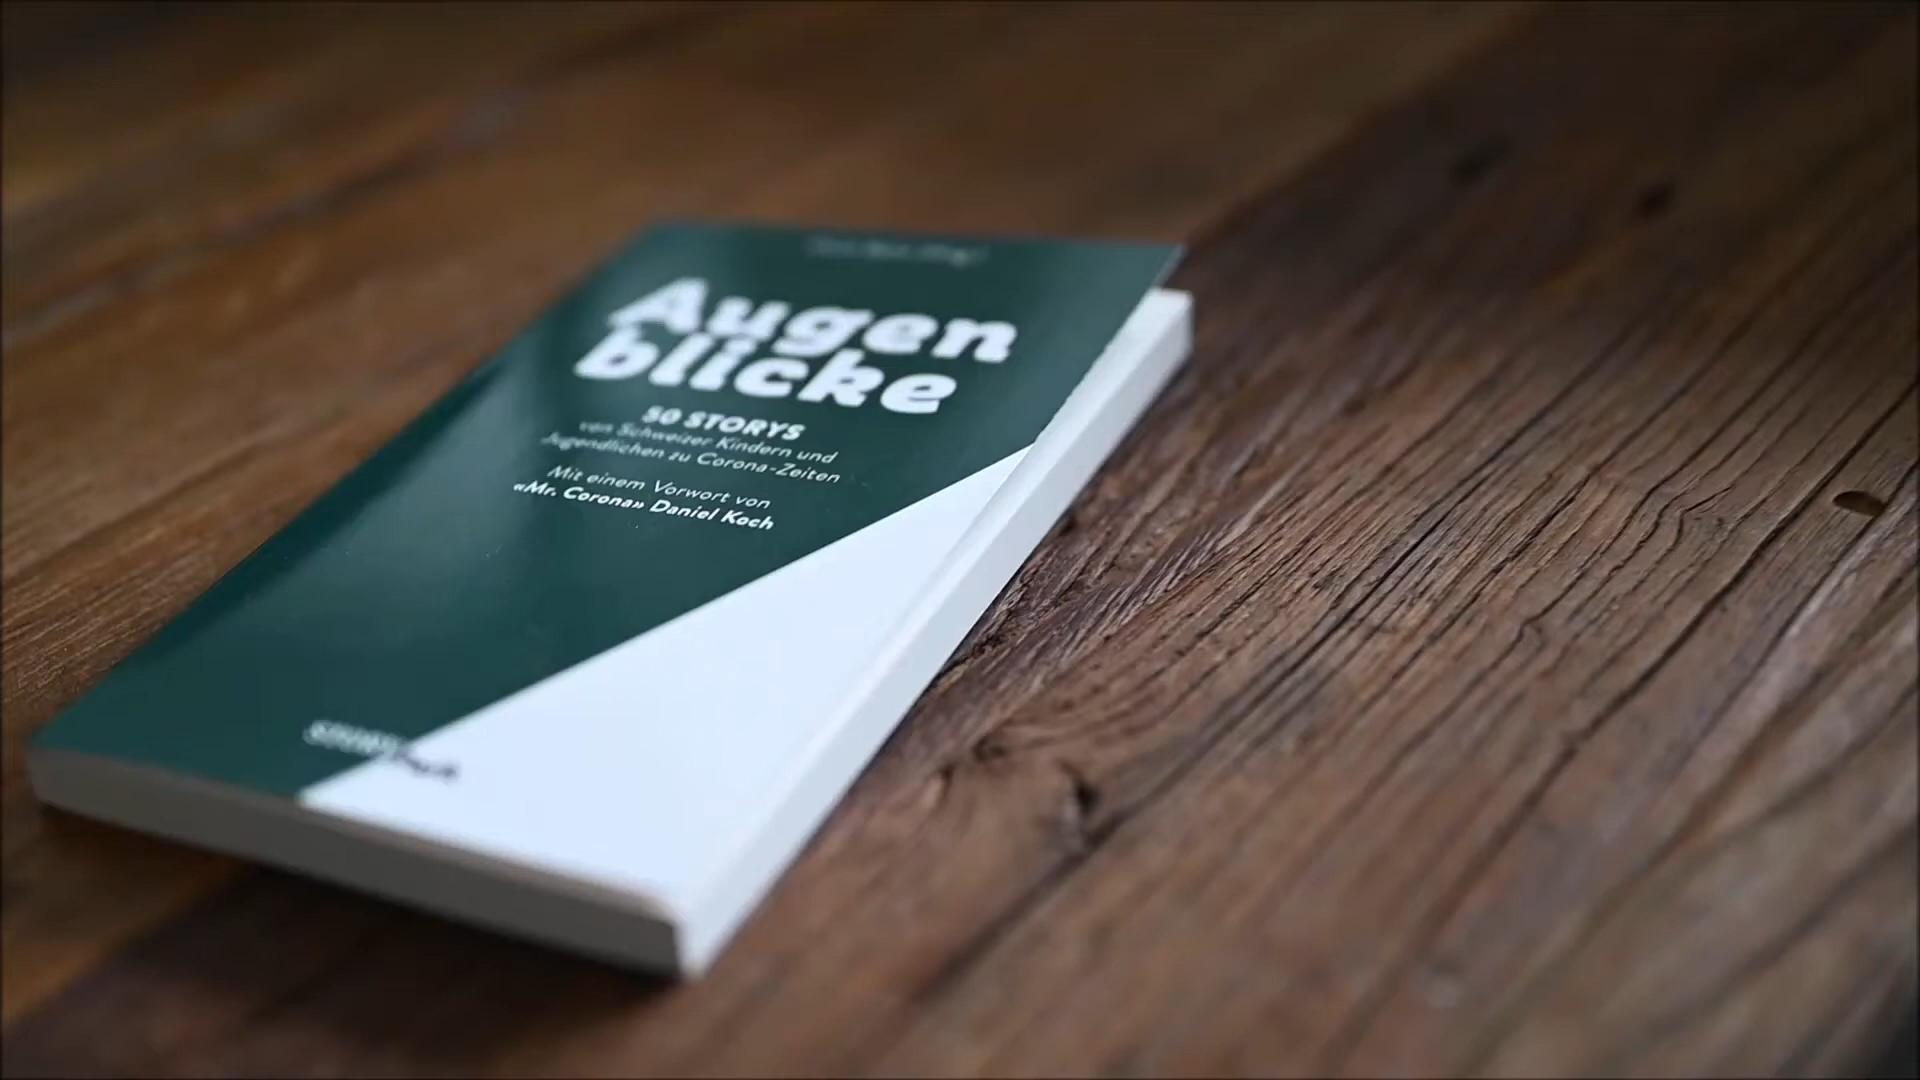 Augen
blicke
50 STORYS
von Schweizer Kindern und
Jugendlichen zu Corona-Zeiten
Mit einem Vorwort von
«Mr. Corona» Daniel Koch